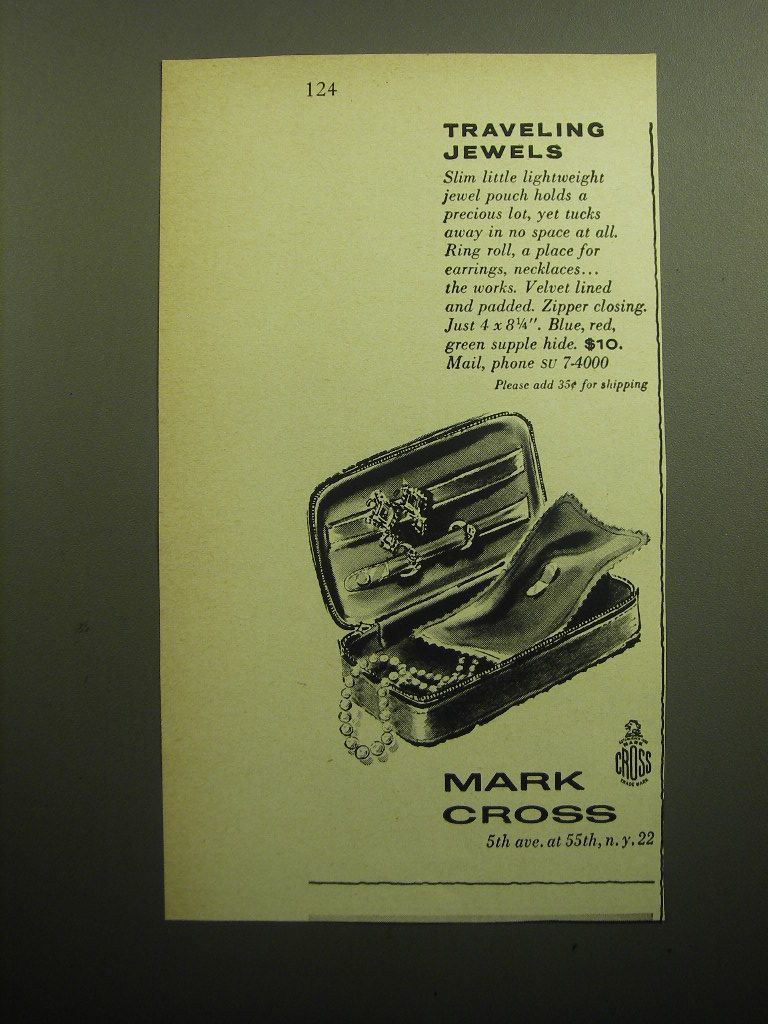 124
TRAVELING
JEWELS
Slim little lightweight
jewel pouch holds a
precious lot, yet tucks
away in no space at all.
Ring roll, a place for
earrings, necklaces...
the works. Velvet lined
and padded. Zipper closing.
Just 4 x 8¼". Blue, red,
green supple hide. $10.
Mail, phone SU 7-4000
Please add 35¢ for shipping
MARK
CROSS
TRADE MARK
MARK
CROSS
5th ave. at 55th, n. y. 22